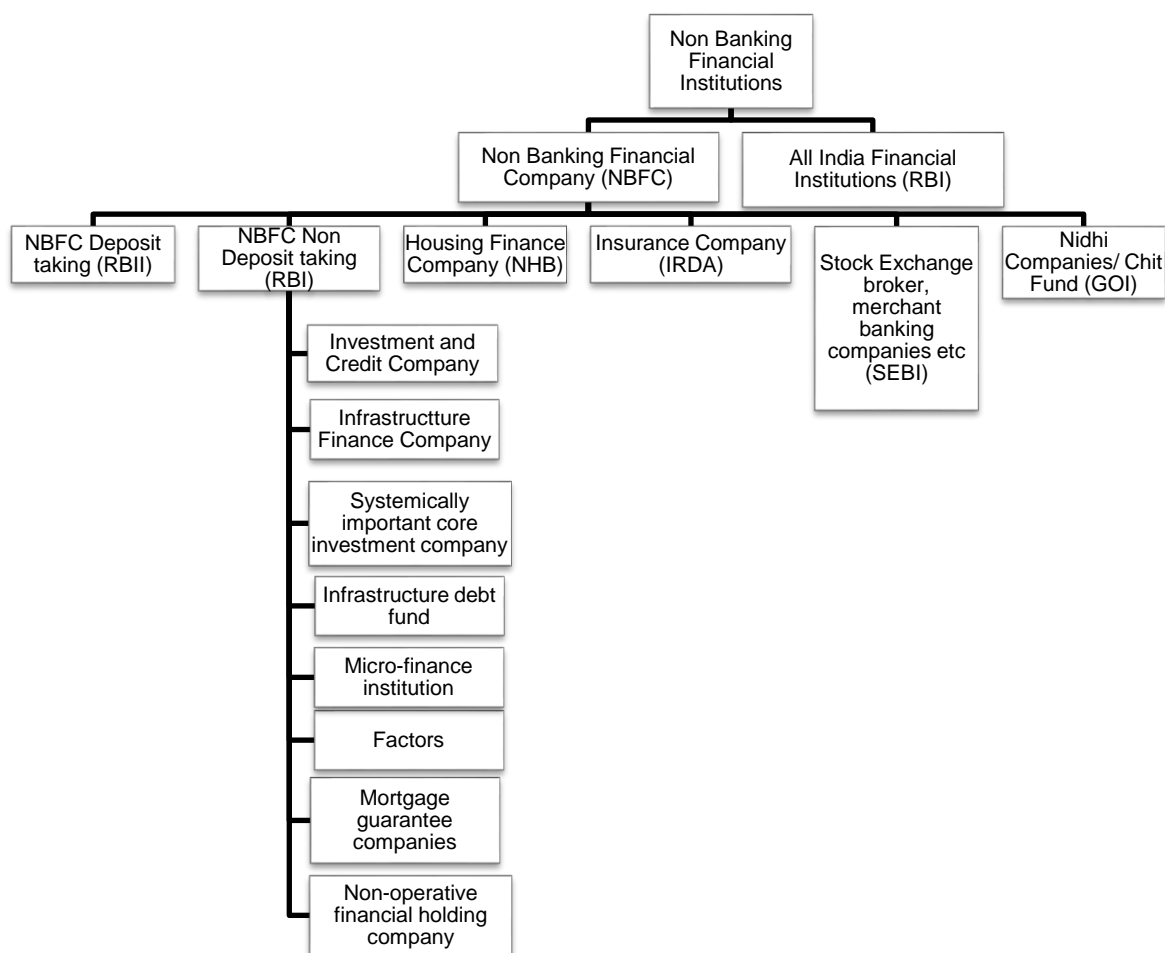 Non Banking
Financial
Institutions
Non Banking Financial
Company (NBFC)
All India Financial
Institutions (RBI)
NBFC Deposit
taking (RBII)
NBFC Non
Deposit taking
(RBI)
Housing Finance
Company (NHB)
Insurance Company
(IRDA)
Stock Exchange
broker,
merchant
banking
companies etc
(SEBI)
Nidhi
Companies/ Chit
Fund (GOI)
Investment and
Credit Company
Infrastructture
Finance Company
Systemically
important core
investment company
Infrastructure debt
fund
Micro-finance
institution
Factors
Mortgage
guarantee
companies
Non-operative
financial holding
company